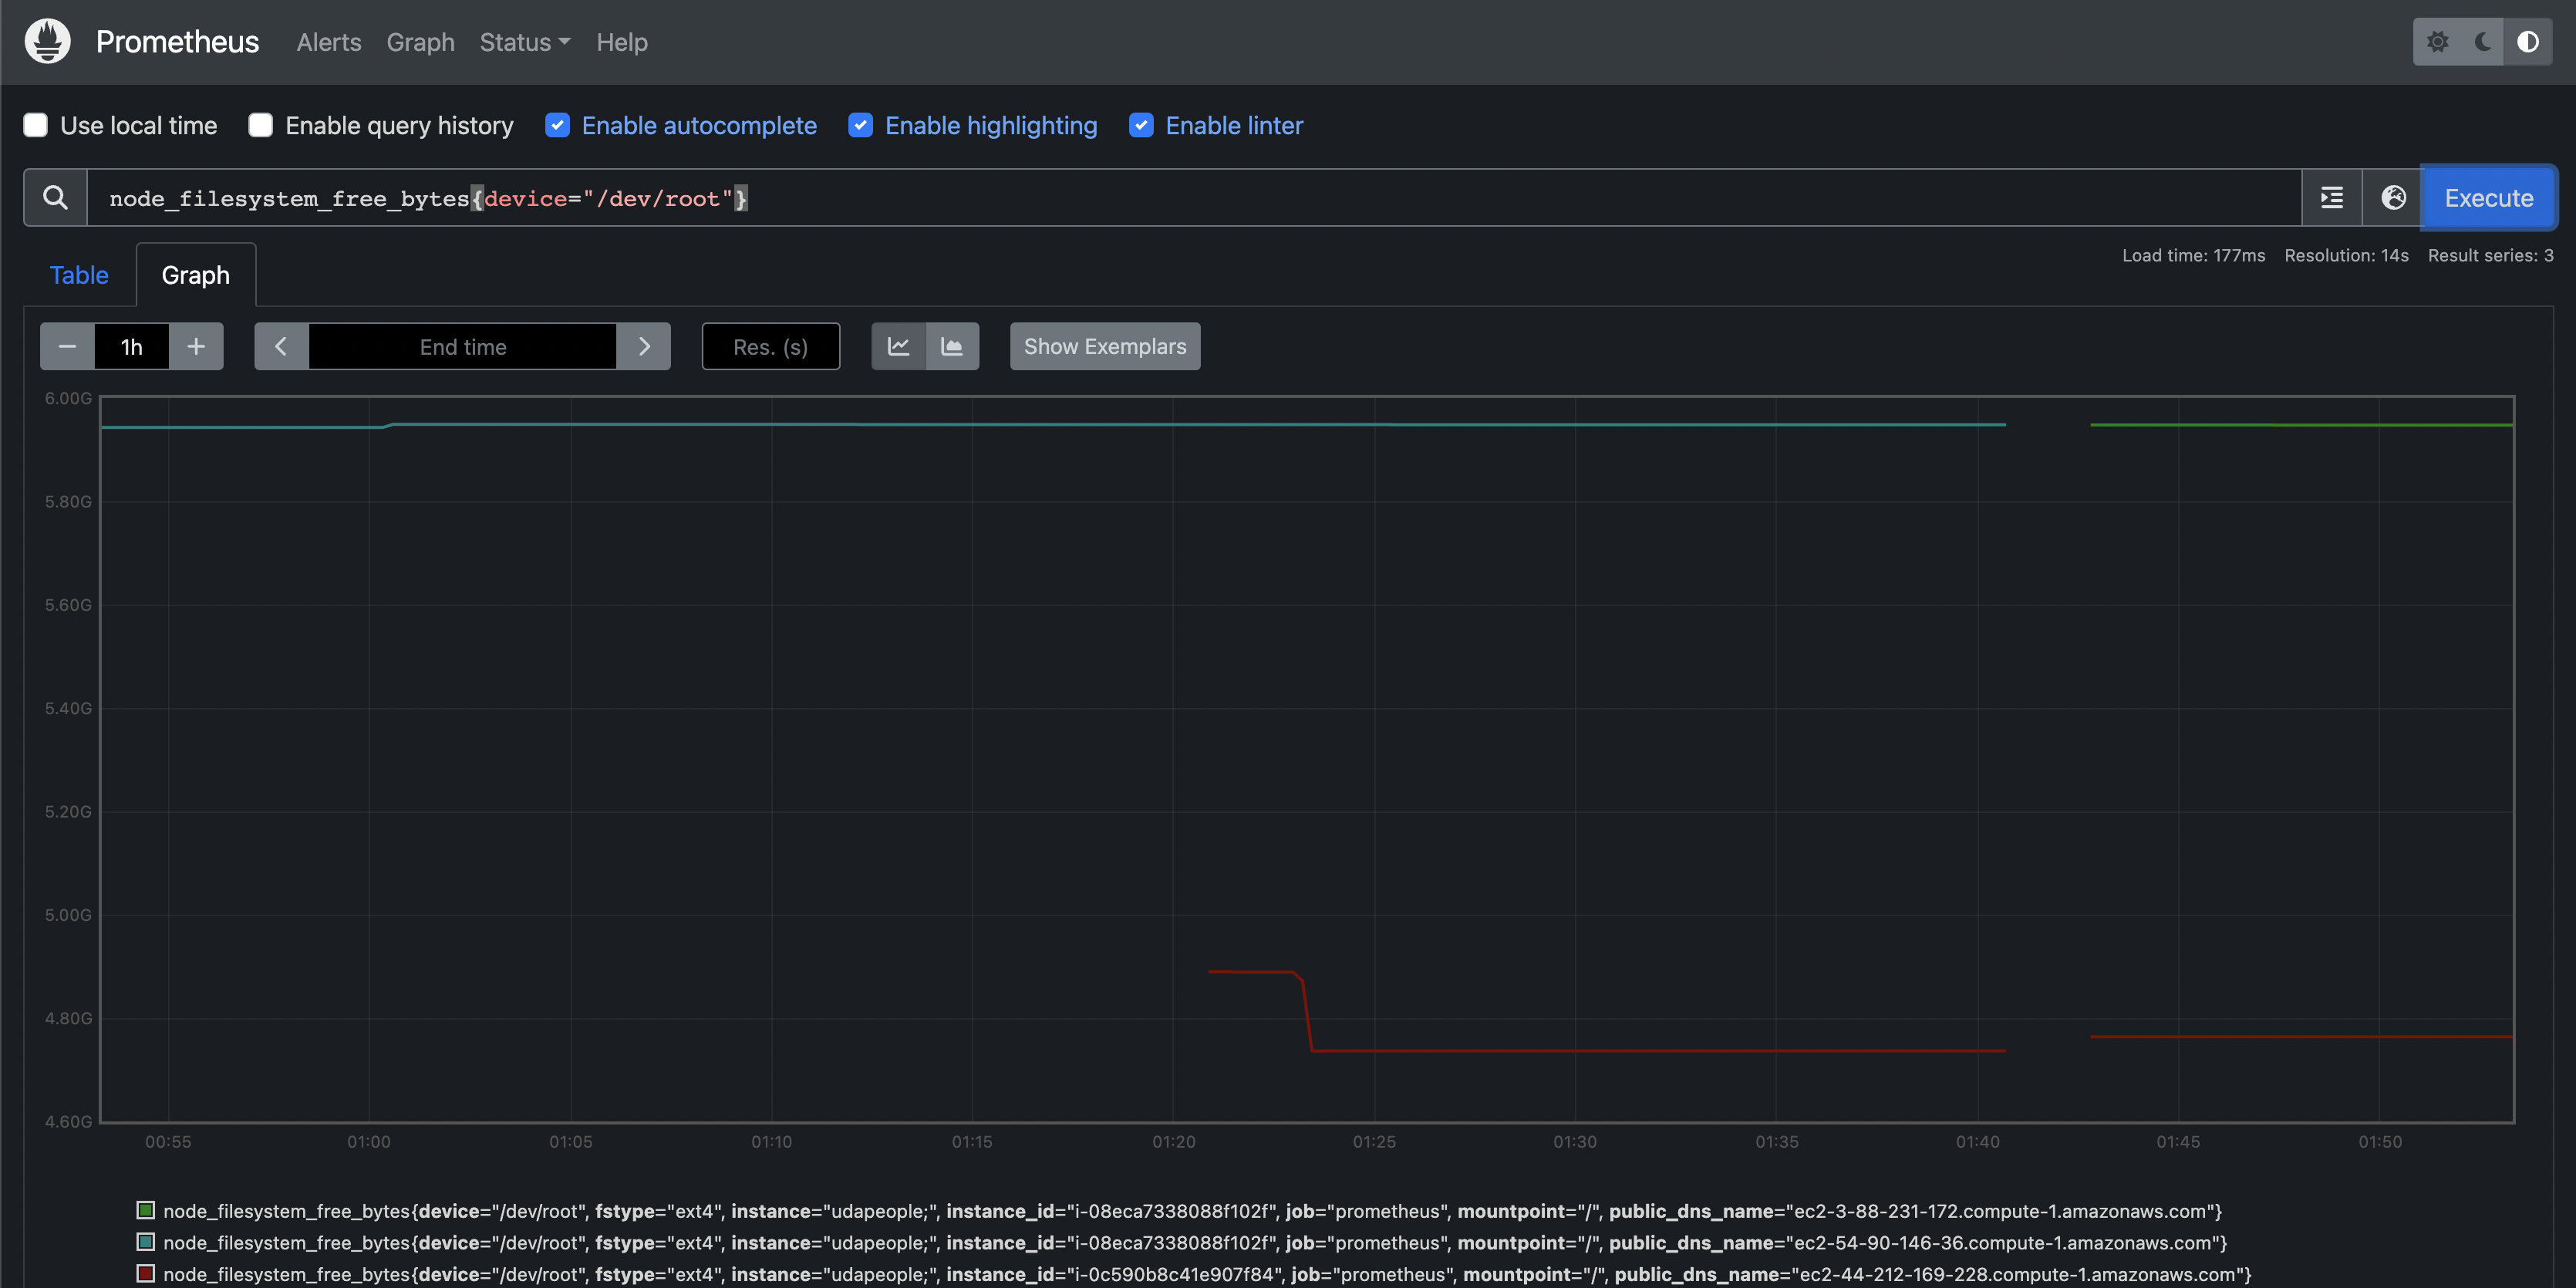 Prometheus Alerts Graph Status Help
Use local time Enable query history Enable autocomplete Enable highlighting Enable linter
node_filesystem_free_bytes{device="/dev/root"} Execute
Load time: 177ms Resolution: 14s Result series: 3
Table Graph
1h End time Res. (s) Show Exemplars
6.00G
5.80G
5.60G
5.40G
5.20G
5.00G
4.80G
4.60G
00:55 01:00 01:05 01:10 01:15 01:20 01:25 01:30 01:35 01:40 01:45 01:50
node_filesystem_free_bytes{device="/dev/root", fstype="ext4", instance="udapeople;", instance_id="i-08eca7338088f102f", job="prometheus", mountpoint="/", public_dns_name="ec2-3-88-231-172.compute-1.amazonaws.com"}
node_filesystem_free_bytes{device="/dev/root", fstype="ext4", instance="udapeople;", instance_id="i-08eca7338088f102f", job="prometheus", mountpoint="/", public_dns_name="ec2-54-90-146-36.compute-1.amazonaws.com"}
node_filesystem_free_bytes{device="/dev/root", fstype="ext4", instance="udapeople;", instance_id="i-0c590b8c41e907f84", job="prometheus", mountpoint="/", public_dns_name="ec2-44-212-169-228.compute-1.amazonaws.com"}